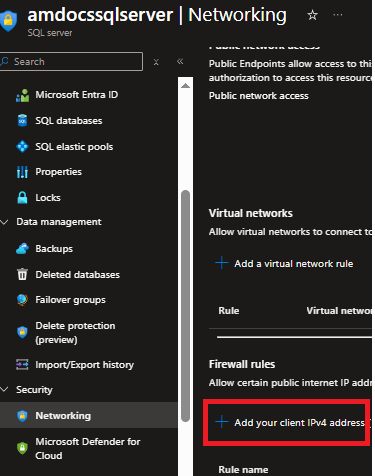 amdocssqlserver | Networking
SQL server
Search
Microsoft Entra ID
SQL databases
SQL elastic pools
Properties
Locks
Data management
Backups
Deleted databases
Failover groups
Delete protection
(preview)
Import/Export history
Security
Networking
Microsoft Defender for
Cloud
Public network access
Public Endpoints allow access to this
authorization to access this resource
Public network access
Virtual networks
Allow virtual networks to connect to
Add a virtual network rule
Rule Virtual
Firewall rules
Allow certain public internet IP
Add your client IPv4 address
Rule name